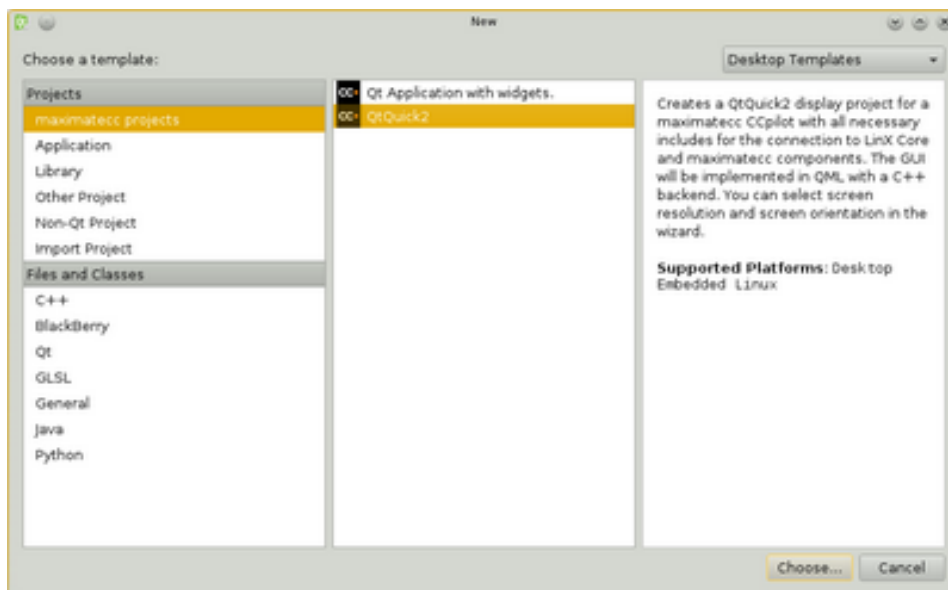 New
Choose a template:
Desktop Templates
Projects
maximatecc projects
Application
Library
Other Project
Non-Qt Project
Import Project
Files and Classes
C++
BlackBerry
Qt
GLSL
General
Java
Python
CC Qt Application with widgets.
CC QtQuick2
Creates a QtQuick2 display project for a
maximatecc CCpilot with all necessary
includes for the connection to LinX Core
and maximatecc components. The GUI
will be implemented in QML with a C++
backend. You can select screen
resolution and screen orientation in the
wizard.
Supported Platforms: Desktop
Embedded Linux
Choose...
Cancel